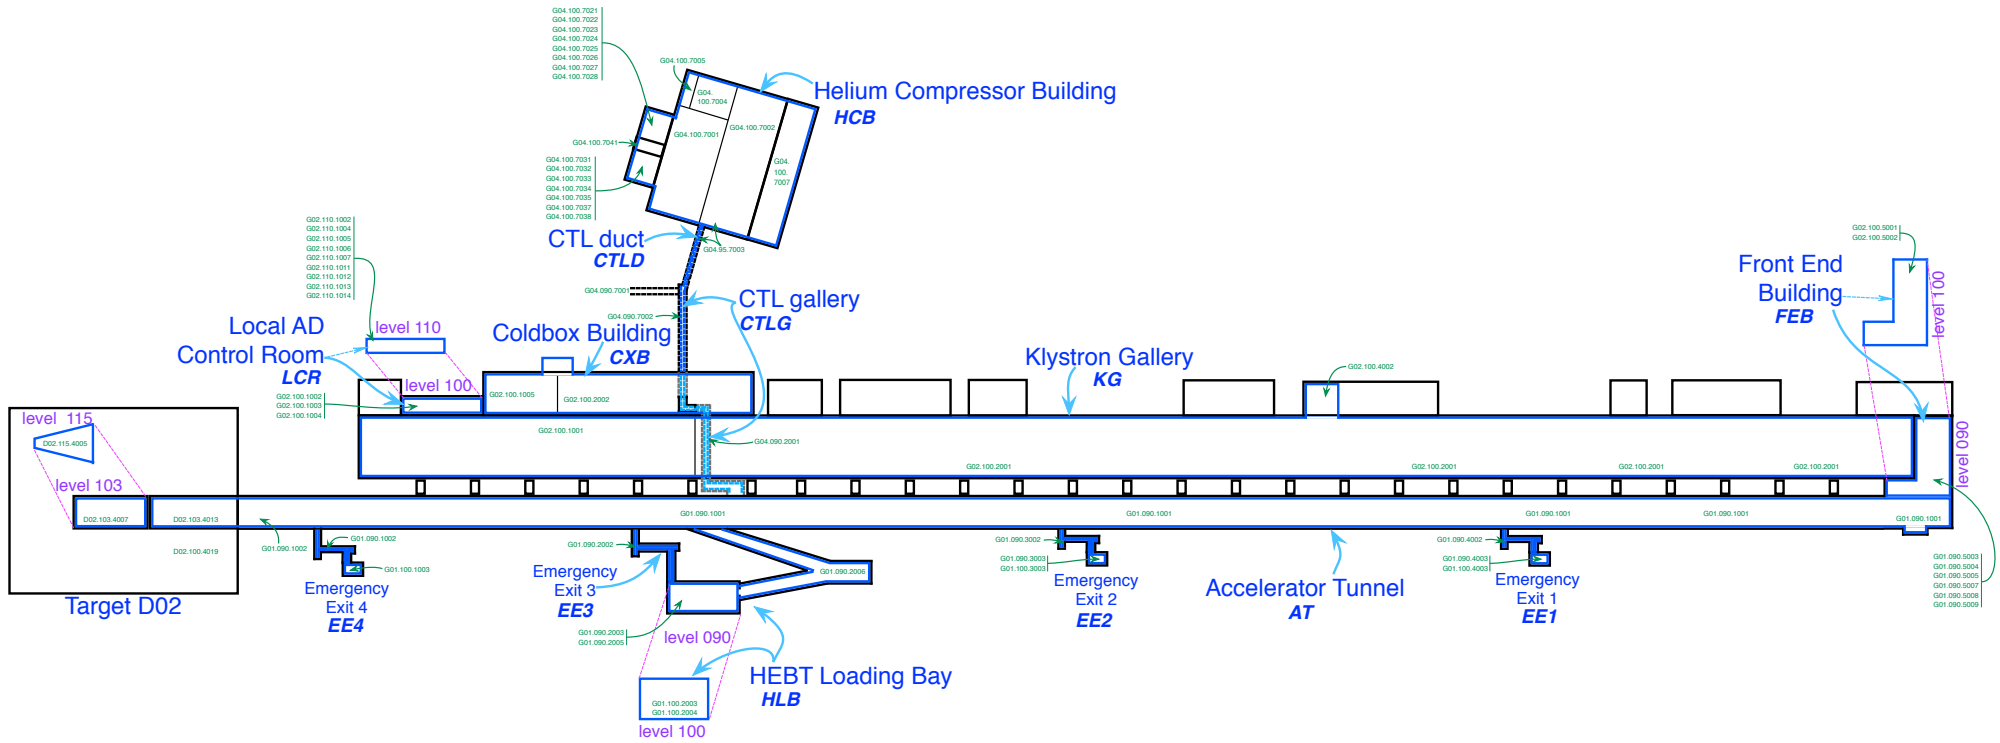 G04.100.7021
G04.100.7022
G04.100.7023
G04.100.7024
G04.100.7025
G04.100.7026
G04.100.7027
G04.100.7028
G04.100.7005
G04.
100.7004
Helium Compressor Building
HCB
G04.100.7002
G04.100.7001
G04.100.7041
G04.
100.
7007
G04.100.7031
G04.100.7032
G04.100.7033
G04.100.7034
G04.100.7035
G04.100.7037
G04.100.7038
CTL duct
CTLD
G04.95.7003
G04.090.7001
G04.090.7002
CTL gallery
CTLG
G02.110.1002
G02.110.1004
G02.110.1005
G02.110.1006
G02.110.1007
G02.110.1011
G02.110.1012
G02.110.1013
G02.110.1014
Local AD
Control Room
LCR
level 110
level 100
G02.100.1002
G02.100.1003
G02.100.1004
Coldbox Building
CXB
G02.100.1005
G02.100.2002
Klystron Gallery
KG
G02.100.4002
G02.100.5001
G02.100.5002
Front End
Building
FEB
level 100
level 090
G02.100.1001
G04.090.2001
G02.100.2001
G02.100.2001
G02.100.2001
G02.100.2001
level 115
D02.115.4005
level 103
D02.103.4007
D02.103.4013
D02.100.4019
Target D02
G01.090.1002
G01.090.1001
G01.090.1001
G01.090.1001
G01.090.1001
G01.090.1001
G01.090.1002
G01.100.1003
Emergency
Exit 4
EE4
G01.090.2002
Emergency
Exit 3
EE3
G01.090.2006
G01.090.2003
G01.090.2005
level 090
HEBT Loading Bay
HLB
G01.100.2003
G01.100.2004
level 100
G01.090.3002
G01.090.3003
G01.100.3003
Emergency
Exit 2
EE2
Accelerator Tunnel
AT
G01.090.4002
G01.090.4003
G01.100.4003
Emergency
Exit 1
EE1
G01.090.5003
G01.090.5004
G01.090.5005
G01.090.5007
G01.090.5008
G01.090.5009